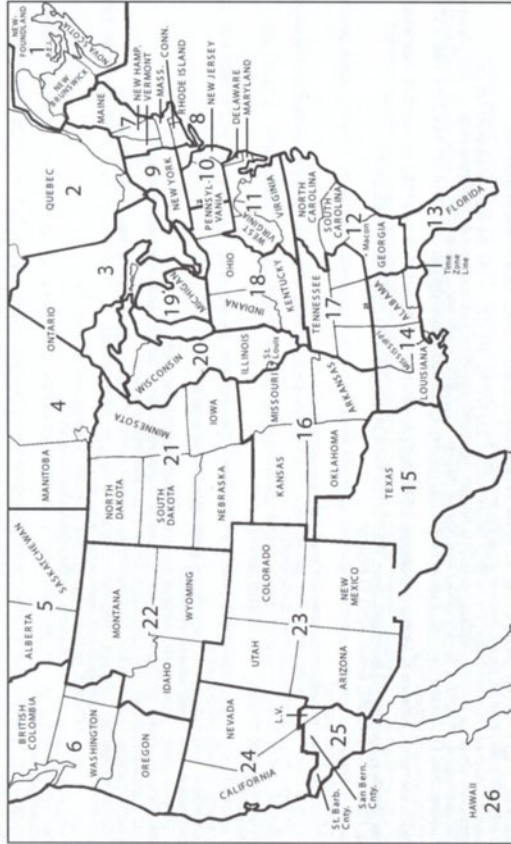 NEW-
FOUNDLAND
1
P.E.I.
NOVA SCOTIA
NEW
BRUNSWICK
QUEBEC
2
ONTARIO
3
4
MANITOBA
SASKATCHEWAN
5
ALBERTA
BRITISH
COLOMBIA
6
WASHINGTON
OREGON
MAINE
7
NEW HAMP.
VERMONT
MASS.
CONN.
RHODE ISLAND
8
NEW JERSEY
9
NEW YORK
10
PENNSYL-
VANIA
DELAWARE
MARYLAND
11
WEST
VIRGINIA
VIRGINIA
NORTH
CAROLINA
SOUTH
CAROLINA
12
Macon
GEORGIA
13
FLORIDA
Time
Zone
Line
ALABAMA
14
MISSISSIPPI
LOUISIANA
TENNESSEE
17
KENTUCKY
18
INDIANA
OHIO
MICHIGAN
19
WISCONSIN
20
ILLINOIS
St.
Louis
MISSOURI
ARKANSAS
16
KANSAS
OKLAHOMA
TEXAS
15
MINNESOTA
IOWA
21
NORTH
DAKOTA
SOUTH
DAKOTA
NEBRASKA
MONTANA
22
WYOMING
IDAHO
COLORADO
UTAH
23
NEW
MEXICO
ARIZONA
NEVADA
L.V.
24
CALIFORNIA
25
St. Barb.
Cnty.
San Bern.
Cnty.
HAWAII
26